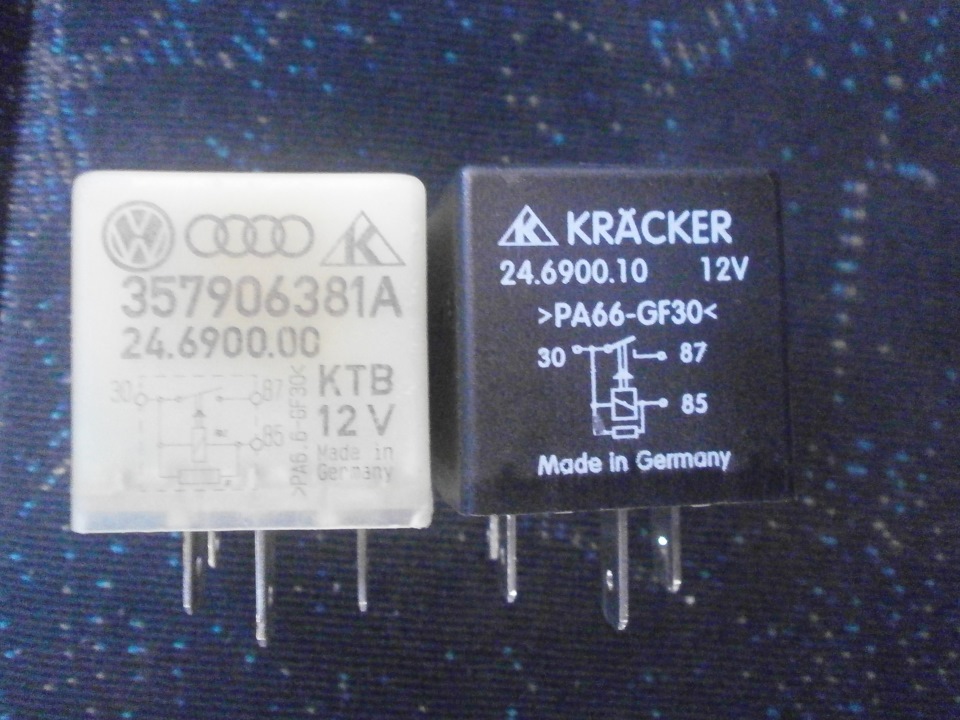 357906381A
24.6900.00
30 87
KTB
12 V
85
>PA6.6-GF30<
Made in
Germany
KRÄCKER
24.6900.10 12V
>PA66-GF30<
30 87
85
Made in Germany